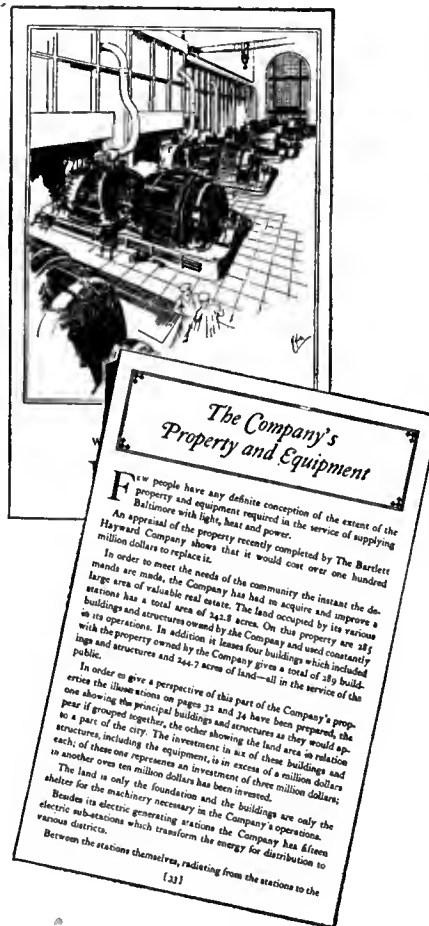 The Company's
Property and Equipment
Few people have any definite conception of the extent of the
property and equipment required in the service of supplying
Baltimore with light, heat and power.
An appraisal of the property recently completed by The Bartlett
Hayward Company shows that it would cost over one hundred
million dollars to replace it.
In order to meet the needs of the community the instant the de-
mands are made, the Company has had to acquire and improve a
large area of valuable real estate. The land occupied by its various
stations has a total area of 242.8 acres. On this property are 285
buildings and structures owned by the Company and used constantly
in its operations. In addition it leases four buildings which included
with the property owned by the Company gives a total of 289 build-
ings and structures and 244.7 acres of land—all in the service of the
public.
In order to give a perspective of this part of the Company's prop-
erties the illustrations on pages 32 and 34 have been prepared, the
one showing the principal buildings and structures as they would ap-
pear if grouped together, the other showing the land area in relation
to a part of the city. The investment in six of these buildings and
structures, including the equipment, is in excess of a million dollars
each; of these one represents an investment of three million dollars;
in another over ten million dollars has been invested.
The land is only the foundation and the buildings are only the
shelter for the machinery necessary in the Company's operations.
Besides its electric generating stations the Company has fifteen
electric sub-stations which transform the energy for distribution to
various districts.
Between the stations themselves, radiating from the stations to the
[33]